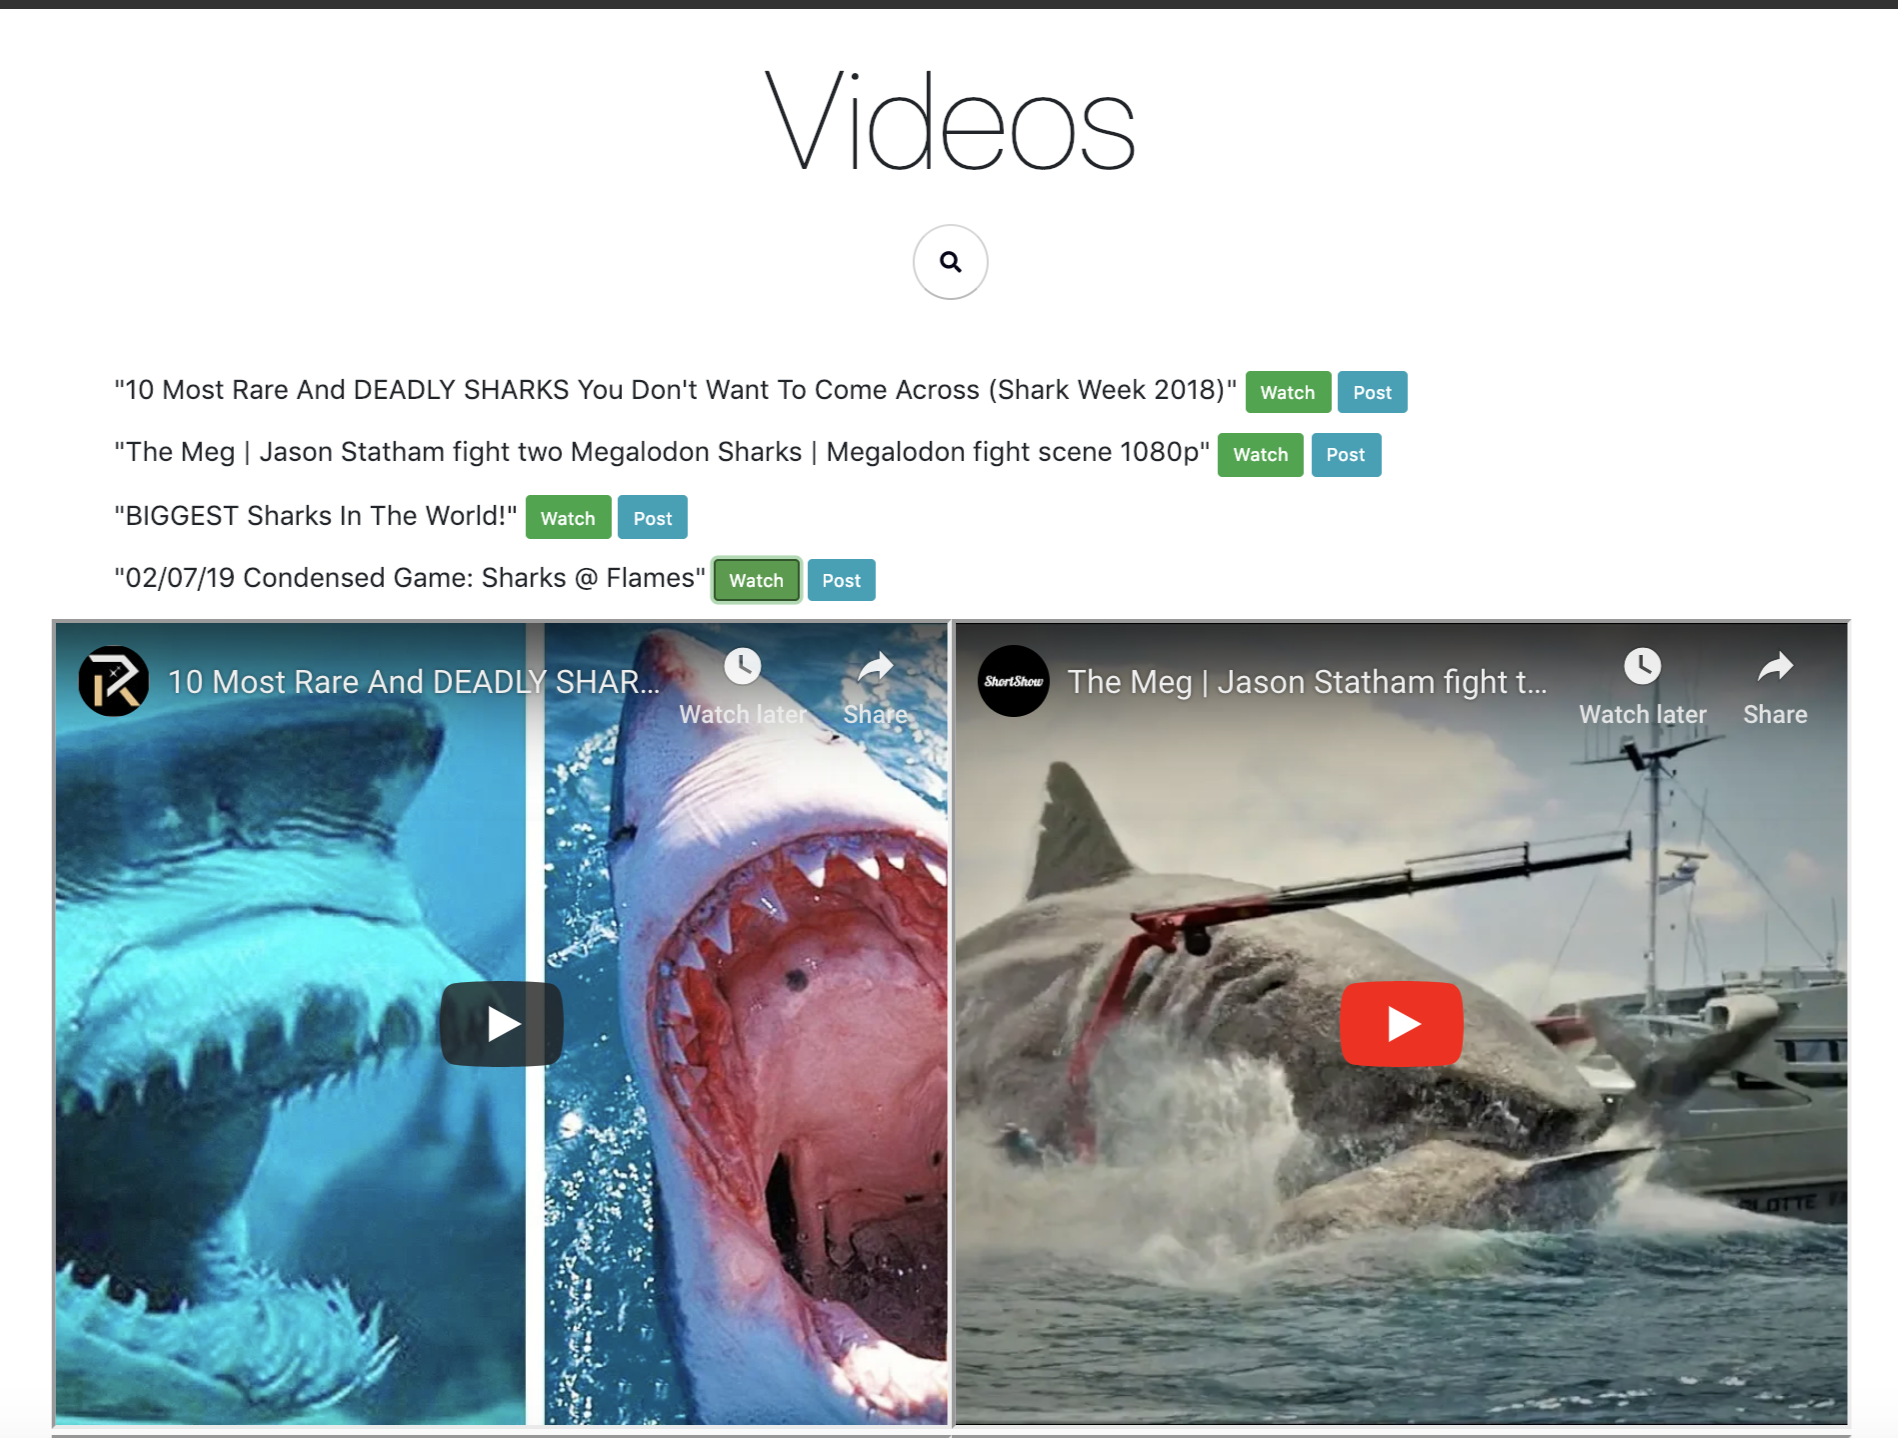 Videos
"10 Most Rare And DEADLY SHARKS You Don't Want To Come Across (Shark Week 2018)" Watch Post
"The Meg | Jason Statham fight two Megalodon Sharks | Megalodon fight scene 1080p" Watch Post
"BIGGEST Sharks In The World!" Watch Post
"02/07/19 Condensed Game: Sharks @ Flames" Watch Post
R 10 Most Rare And DEADLY SHAR...
Watch later Share
ShortShow The Meg | Jason Statham fight t...
Watch later Share